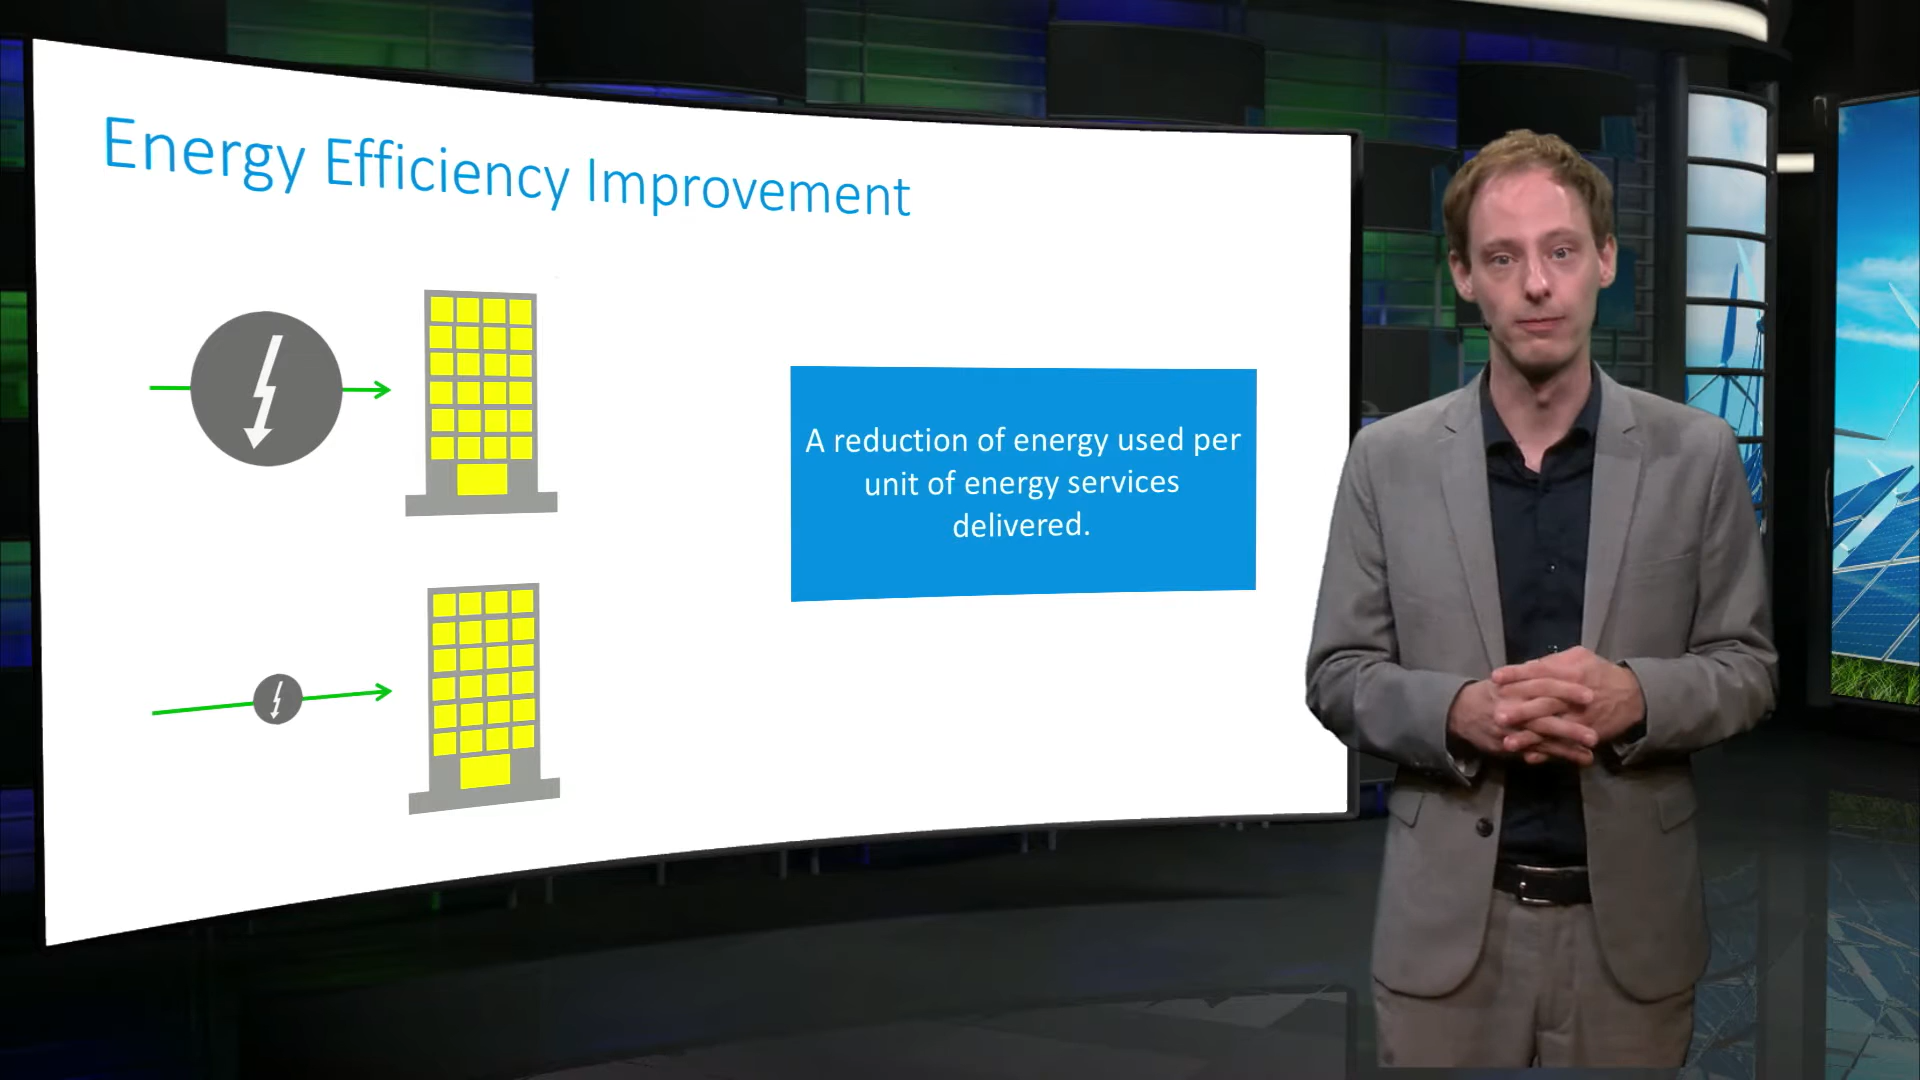 Energy Efficiency Improvement
A reduction of energy used per
unit of energy services
delivered.